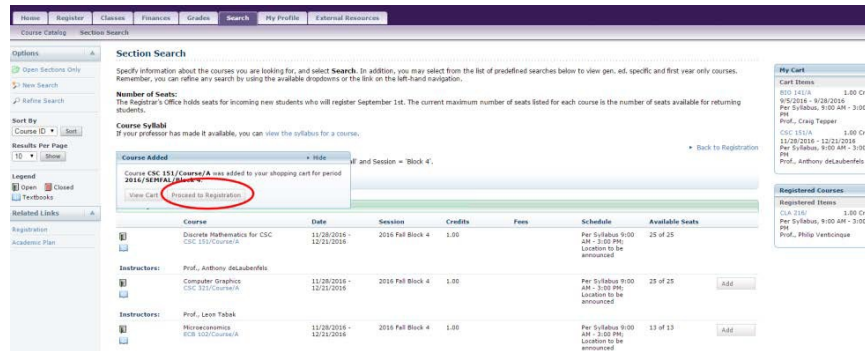 Home Register Classes Finances Grades Search My Profile External Resources
Course Catalog Section Search
Options
Open Sections Only
New Search
Refine Search
Sort By
Course ID Sort
Results Per Page
10 Show
Legend
Open Closed
Textbooks
Related Links
Registration
Academic Plan
Section Search
Specify information about the courses you are looking for, and select Search. In addition, you may select from the list of predefined searches below to view gen. ed. specific and first year only courses.
Remember, you can refine any search by using the available dropdowns or the link on the left-hand navigation.
Number of Seats:
The Registrar's Office holds seats for incoming new students who will register September 1st. The current maximum number of seats listed for each course is the number of seats available for returning
students.
Course Syllabi
If your professor has made it available, you can view the syllabus for a course.
Back to Registration
Course Added Hide
all' and Session = 'Block 4'.
Course CSC 151/Course/A was added to your shopping cart for period
2016/SEMFAL/Block 4.
View Cart Proceed to Registration
Course Date Session Credits Fees Schedule Available Seats
Discrete Mathematics for CSC 11/28/2016 - 2016 Fall Block 4 1.00 Per Syllabus 9:00 25 of 25
CSC 151/Course/A 12/21/2016 AM - 3:00 PM;
Location to be
announced
Instructors: Prof., Anthony deLaubenfels
Computer Graphics 11/28/2016 - 2016 Fall Block 4 1.00 Per Syllabus 9:00 25 of 25 Add
CSC 321/Course/A 12/21/2016 AM - 3:00 PM;
Location to be
announced
Instructors: Prof., Leon Tabak
Microeconomics 11/28/2016 - 2016 Fall Block 4 1.00 Per Syllabus 9:00 13 of 13 Add
ECB 102/Course/A 12/21/2016 AM - 3:00 PM;
Location to be
announced
My Cart
Cart Items
BIO 141/A 1.00 Cr
9/5/2016 - 9/28/2016
Per Syllabus, 9:00 AM - 3:00
PM
Prof., Craig Tepper
CSC 151/A 1.00 Cr
11/28/2016 - 12/21/2016
Per Syllabus, 9:00 AM - 3:00
PM
Prof., Anthony deLaubenfels
Registered Courses
Registered Items
CLA 216/ 1.00 Cr
Per Syllabus, 9:00 AM - 3:00
PM
Prof., Philip Venticinque